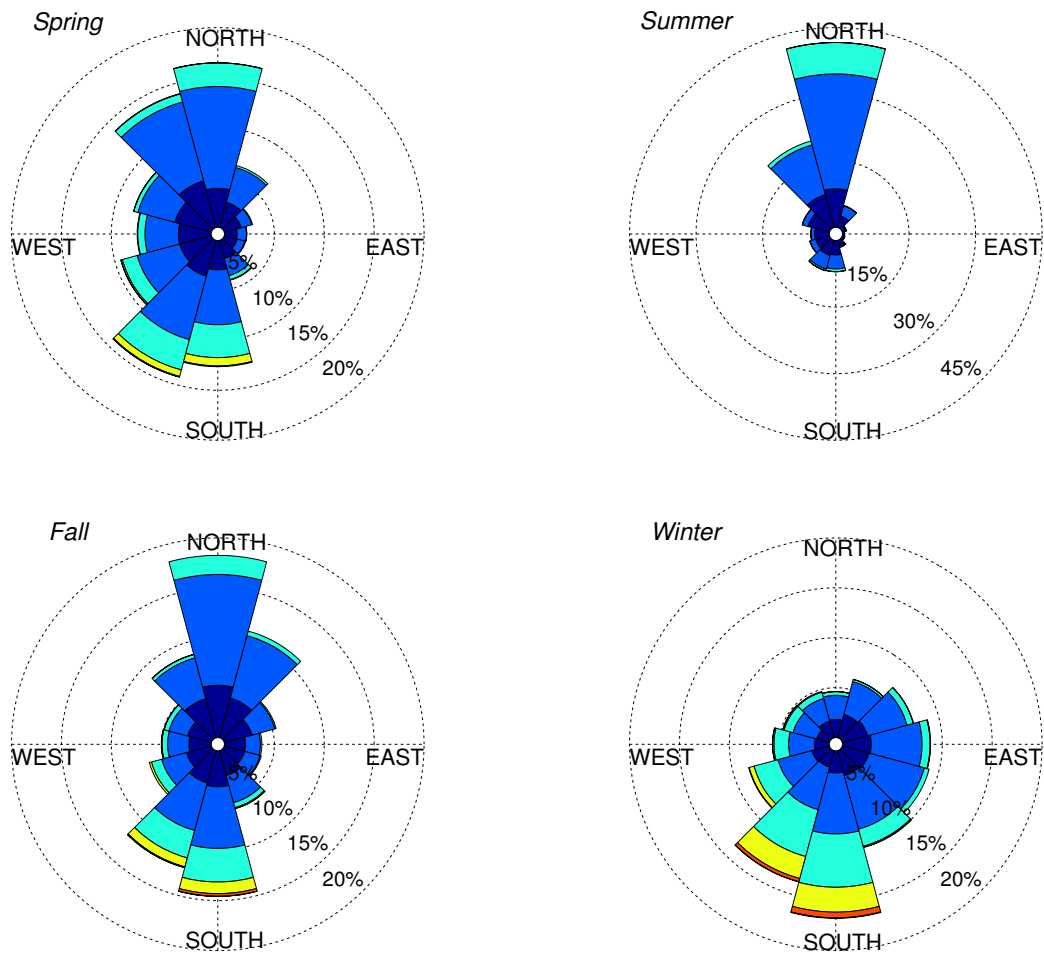 Spring
NORTH
WEST
EAST
5%
10%
15%
20%
SOUTH
Summer
NORTH
WEST
EAST
15%
30%
45%
SOUTH
Fall
NORTH
WEST
EAST
5%
10%
15%
20%
SOUTH
Winter
NORTH
WEST
EAST
5%
10%
15%
20%
SOUTH